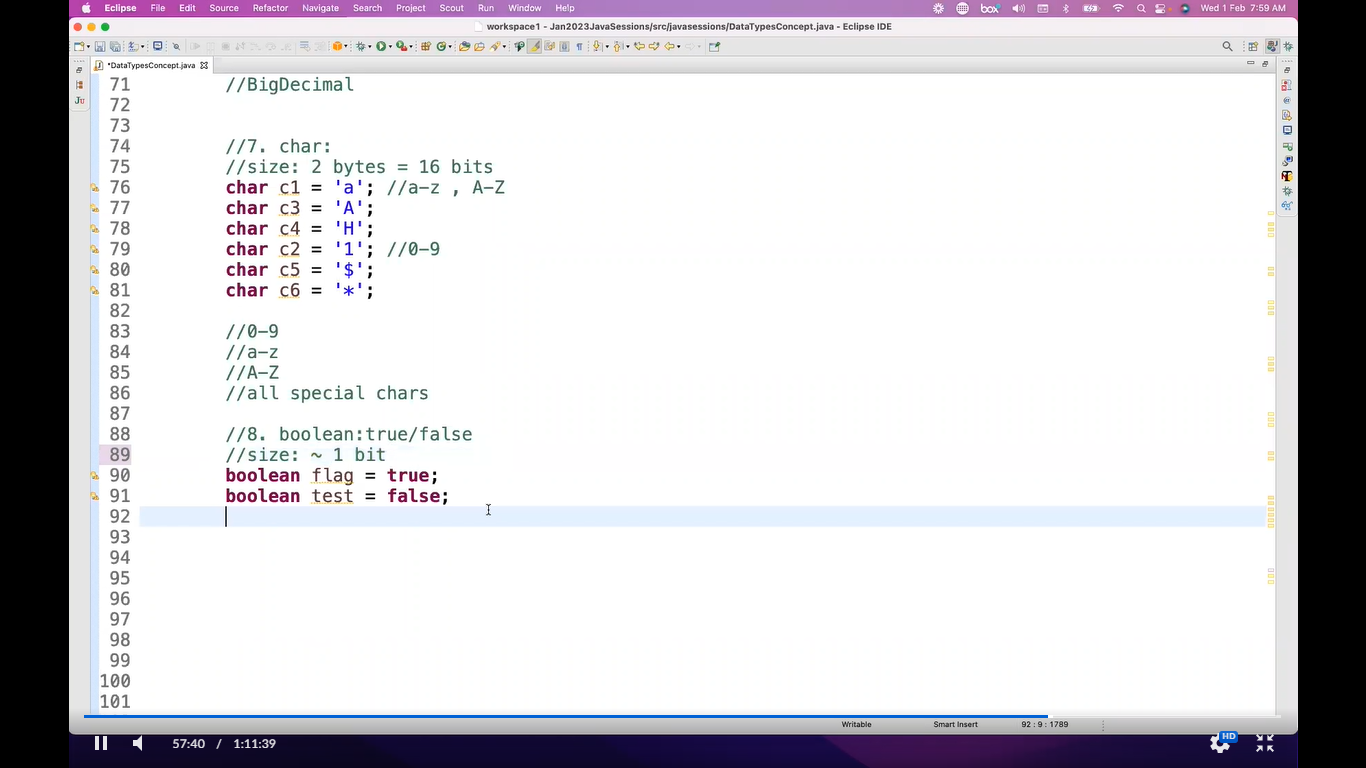 Eclipse File Edit Source Refactor Navigate Search Project Scout Run Window Help box Wed 1 Feb 7:59 AM
workspace1 - Jan2023JavaSessions/src/javasessions/DataTypesConcept.java - Eclipse IDE
*DataTypesConcept.java
71 //BigDecimal
72
73
74 //7. char:
75 //size: 2 bytes = 16 bits
76 char c1 = 'a'; //a-z , A-Z
77 char c3 = 'A';
78 char c4 = 'H';
79 char c2 = '1'; //0-9
80 char c5 = '$';
81 char c6 = '*';
82
83 //0-9
84 //a-z
85 //A-Z
86 //all special chars
87
88 //8. boolean:true/false
89 //size: ~ 1 bit
90 boolean flag = true;
91 boolean test = false;
92
93
94
95
96
97
98
99
100
101
Writable Smart Insert 92 : 9 : 1789
57:40 / 1:11:39 HD